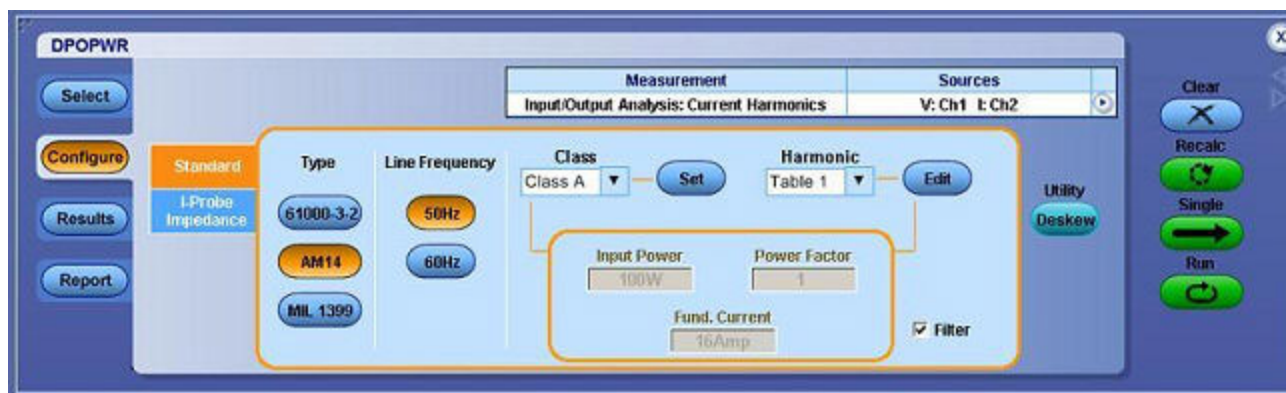 DPOPWR
Select
Configure
Results
Report
Measurement Sources
Input/Output Analysis: Current Harmonics V: Ch1 I: Ch2
Standard
I-Probe
Impedance
Type
61000-3-2
AM14
MIL 1399
Line Frequency
50Hz
60Hz
Class
Class A
Set
Harmonic
Table 1
Edit
Input Power
100W
Power Factor
1
Fund. Current
16Amp
Filter
Utility
Deskew
X
Clear
Recalc
Single
Run